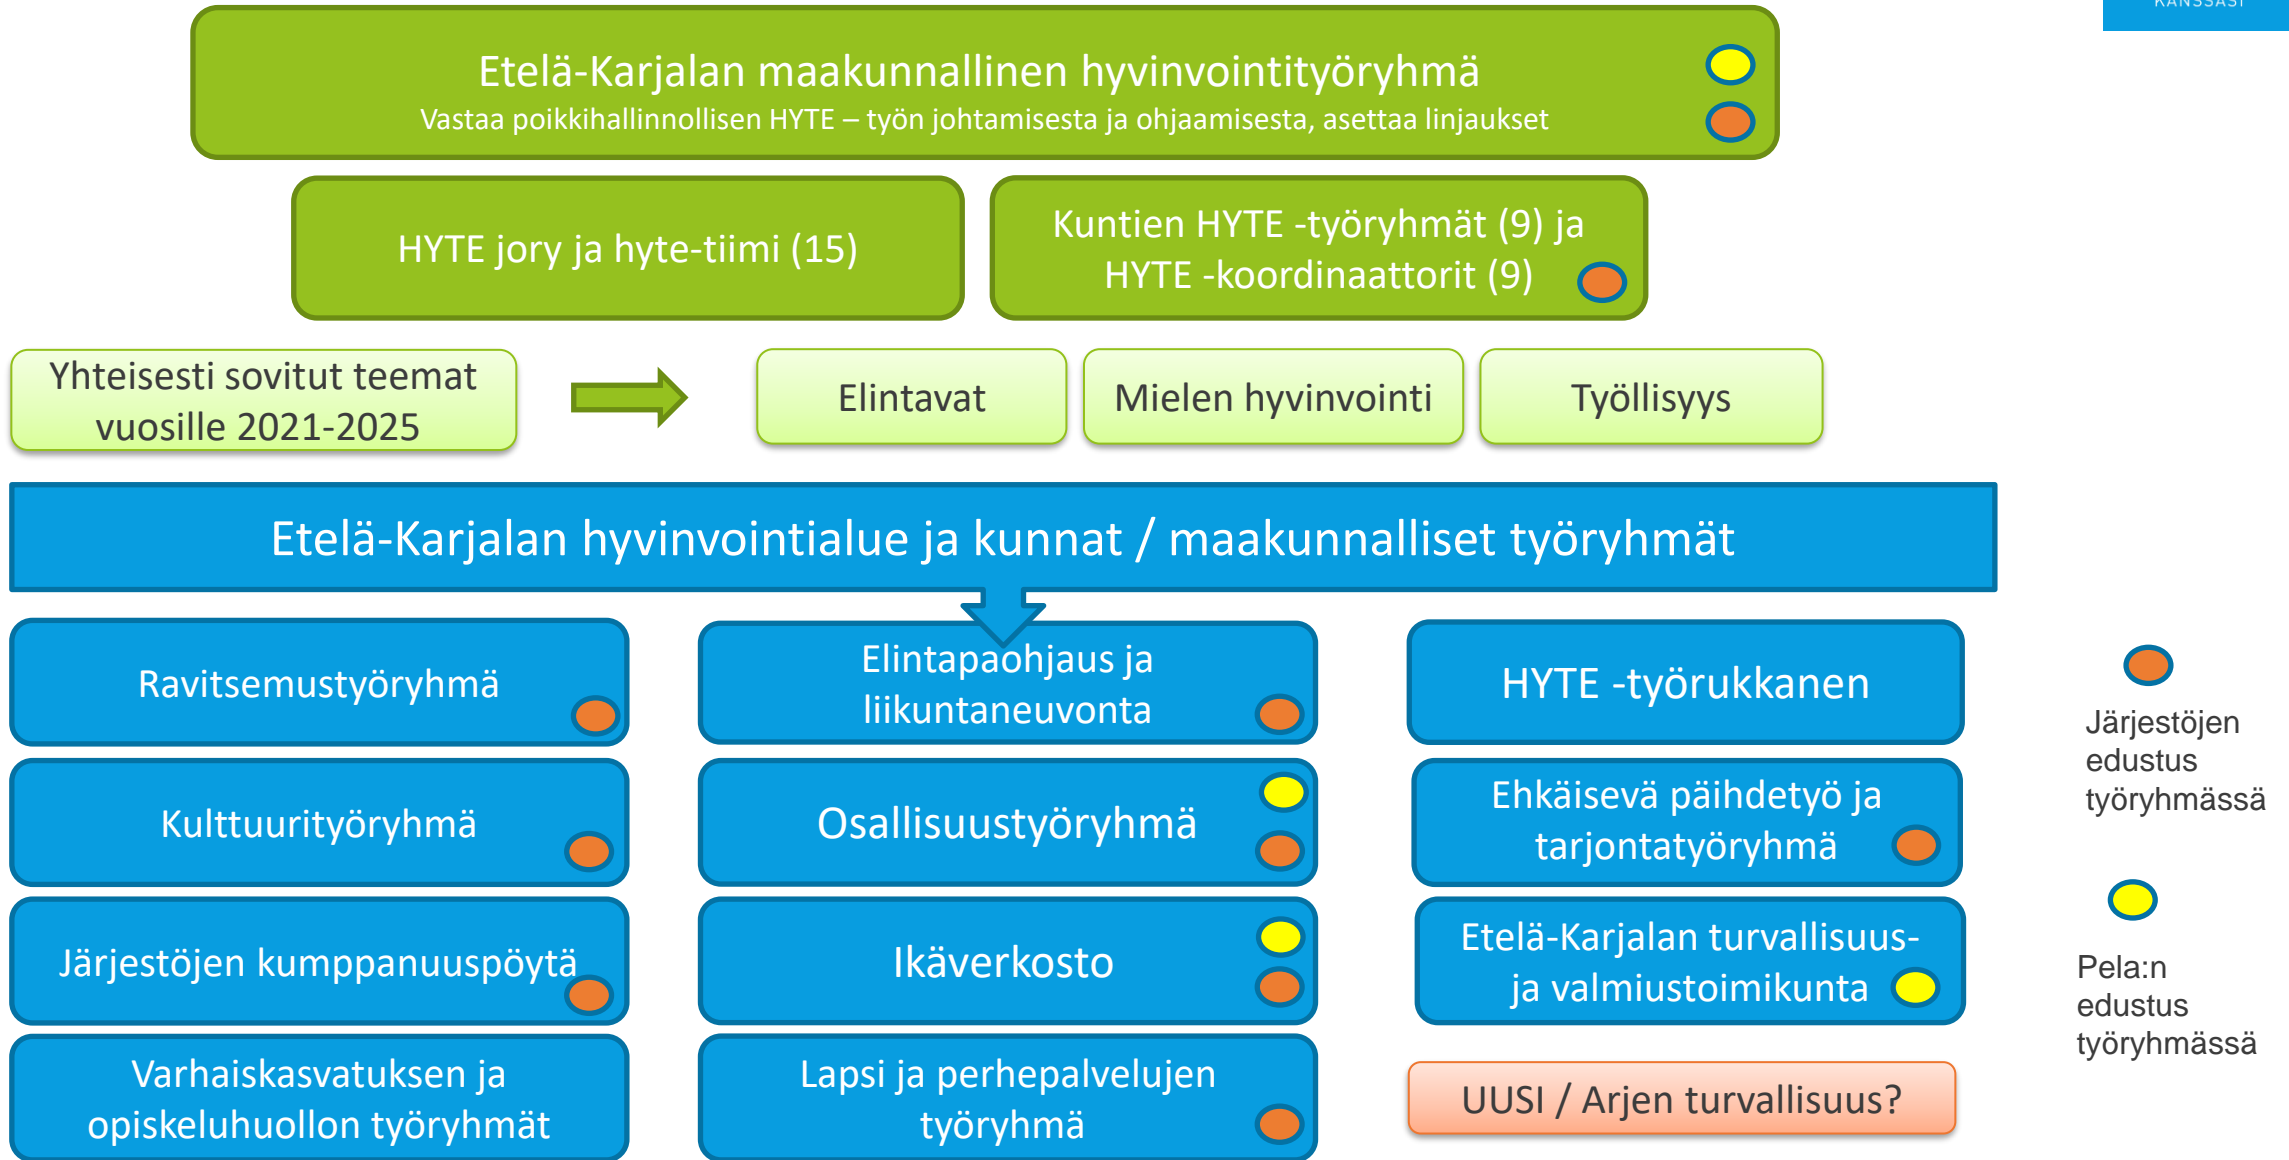 KANSSASI
Etelä-Karjalan maakunnallinen hyvinvointityöryhmä
Vastaa poikkihallinnollisen HYTE – työn johtamisesta ja ohjaamisesta, asettaa linjaukset
HYTE jory ja hyte-tiimi (15)
Kuntien HYTE -työryhmät (9) ja
HYTE -koordinaattorit (9)
Yhteisesti sovitut teemat
vuosille 2021-2025
Elintavat
Mielen hyvinvointi
Työllisyys
Etelä-Karjalan hyvinvointialue ja kunnat / maakunnalliset työryhmät
Ravitsemustyöryhmä
Elintapaohjaus ja
liikuntaneuvonta
HYTE -työrukkanen
Kulttuurityöryhmä
Osallisuustyöryhmä
Ehkäisevä päihdetyö ja
tarjontatyöryhmä
Järjestöjen kumppanuuspöytä
Ikäverkosto
Etelä-Karjalan turvallisuus-
ja valmiustoimikunta
Varhaiskasvatuksen ja
opiskeluhuollon työryhmät
Lapsi ja perhepalvelujen
työryhmä
UUSI / Arjen turvallisuus?
Järjestöjen
edustus
työryhmässä
Pela:n
edustus
työryhmässä